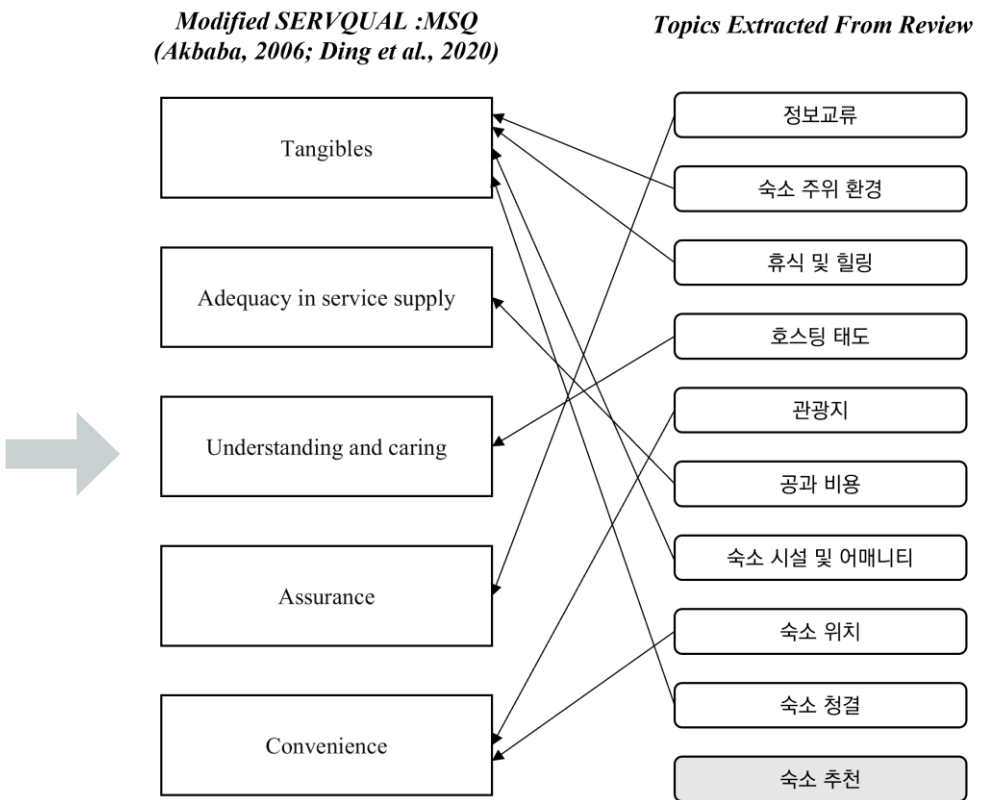 Modified SERVQUAL :MSQ
(Akbaba, 2006; Ding et al., 2020)
Topics Extracted From Review
Tangibles
Adequacy in service supply
Understanding and caring
Assurance
Convenience
정보교류
숙소 주위 환경
휴식 및 힐링
호스팅 태도
관광지
공과 비용
숙소 시설 및 어매니티
숙소 위치
숙소 청결
숙소 추천